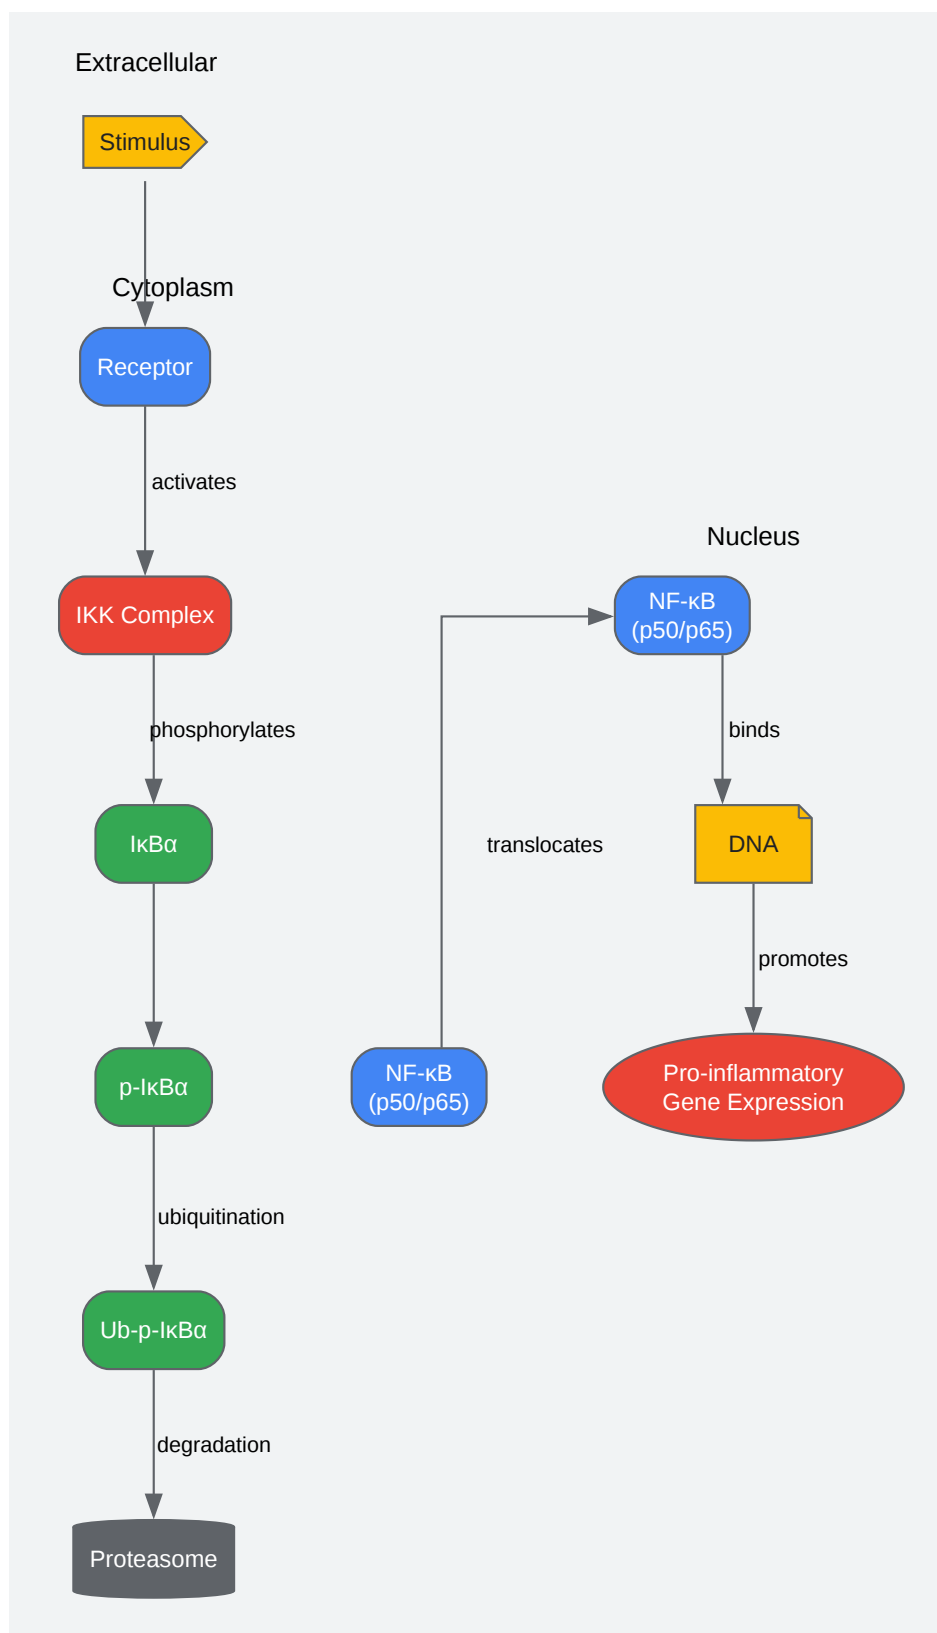 Extracellular
Stimulus
Cytoplasm
Receptor
activates
IKK Complex
phosphorylates
IκBα
p-IκBα
ubiquitination
Ub-p-IκBα
degradation
Proteasome
NF-κB
(p50/p65)
translocates
Nucleus
NF-κB
(p50/p65)
binds
DNA
promotes
Pro-inflammatory
Gene Expression